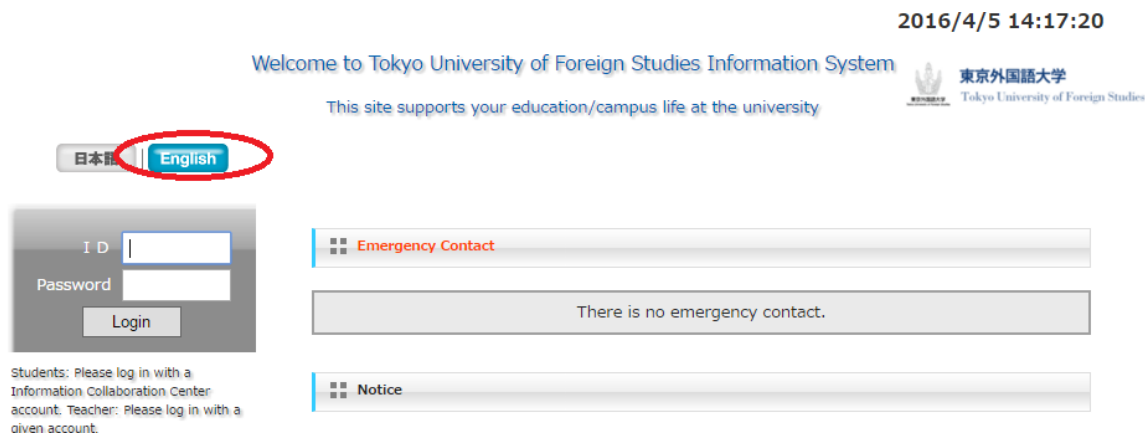 2016/4/5 14:17:20
Welcome to Tokyo University of Foreign Studies Information System
東京外国語大学
Tokyo University of Foreign Studies
This site supports your education/campus life at the university
日本語 | English
I D
Password
Login
Students: Please log in with a
Information Collaboration Center
account. Teacher: Please log in with a
given account.
Emergency Contact
There is no emergency contact.
Notice